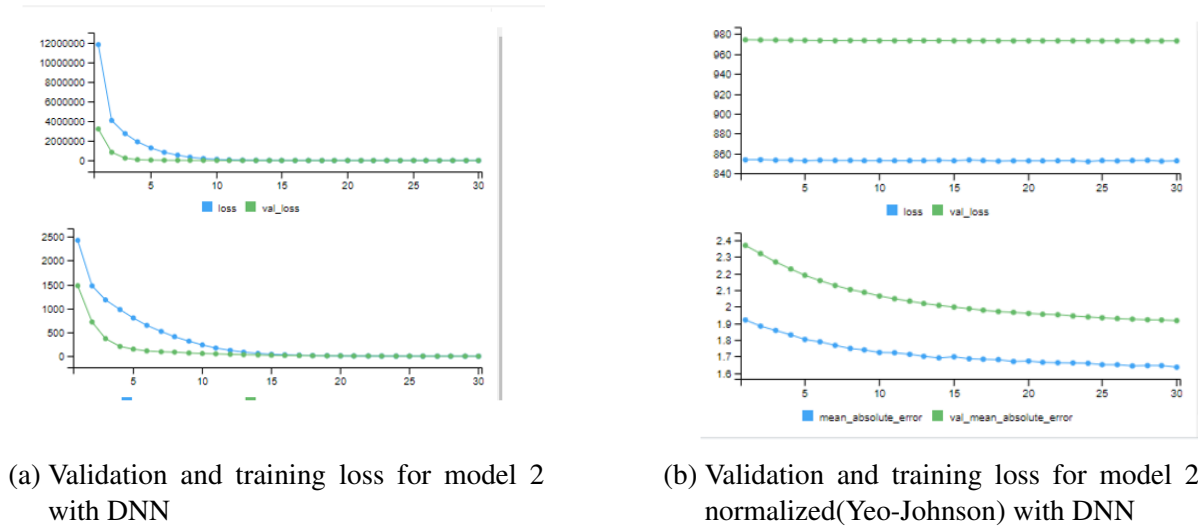 12000000
10000000
8000000
6000000
4000000
2000000
0
5 10 15 20 25 30
loss val_loss
2500
2000
1500
1000
500
0
5 10 15 20 25 30
(a) Validation and training loss for model 2
with DNN
980
960
940
920
900
880
860
840
5 10 15 20 25 30
loss val_loss
2.4
2.3
2.2
2.1
2
1.9
1.8
1.7
1.6
5 10 15 20 25 30
mean_absolute_error val_mean_absolute_error
(b) Validation and training loss for model 2
normalized(Yeo-Johnson) with DNN